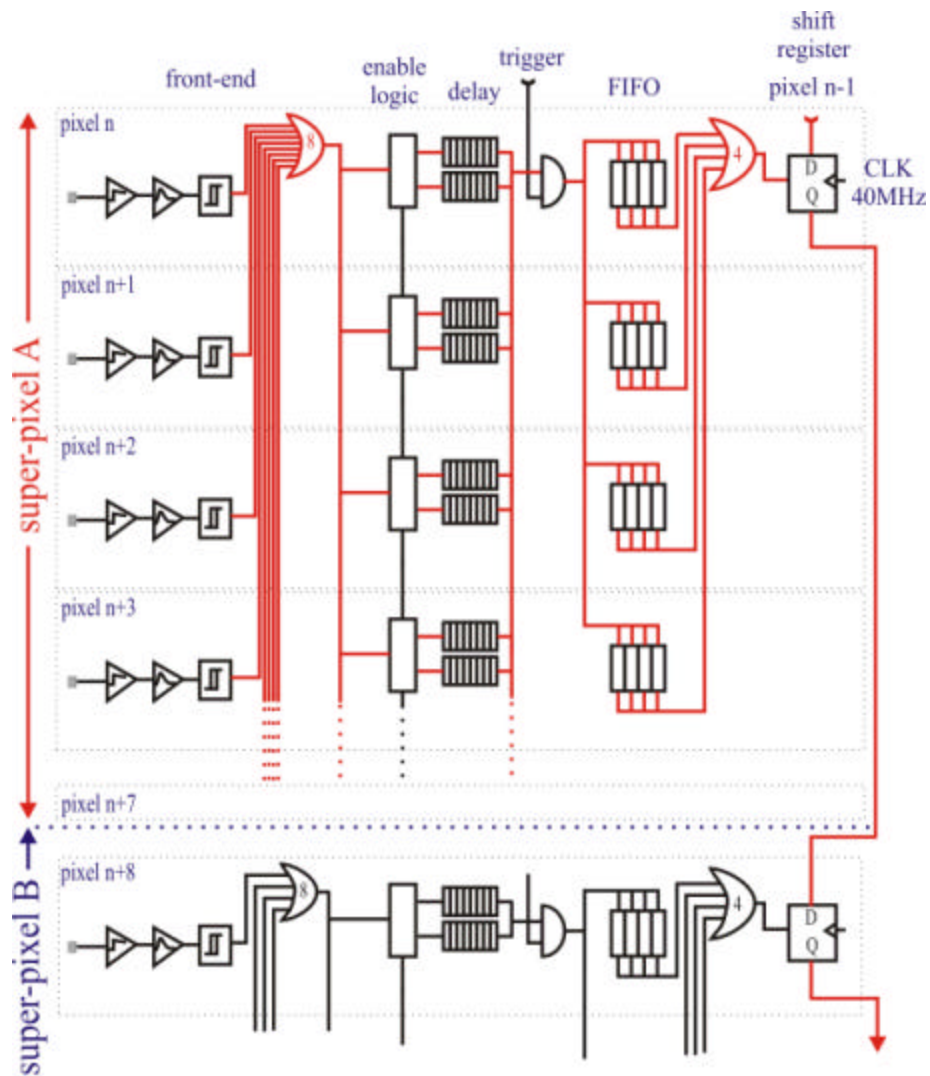 shift
register
pixel n-1
trigger
front-end
enable
logic
delay
FIFO
pixel n
8
4
D
Q
CLK
40MHz
pixel n+1
super-pixel A
pixel n+2
pixel n+3
pixel n+7
super-pixel B
pixel n+8
8
4
D
Q